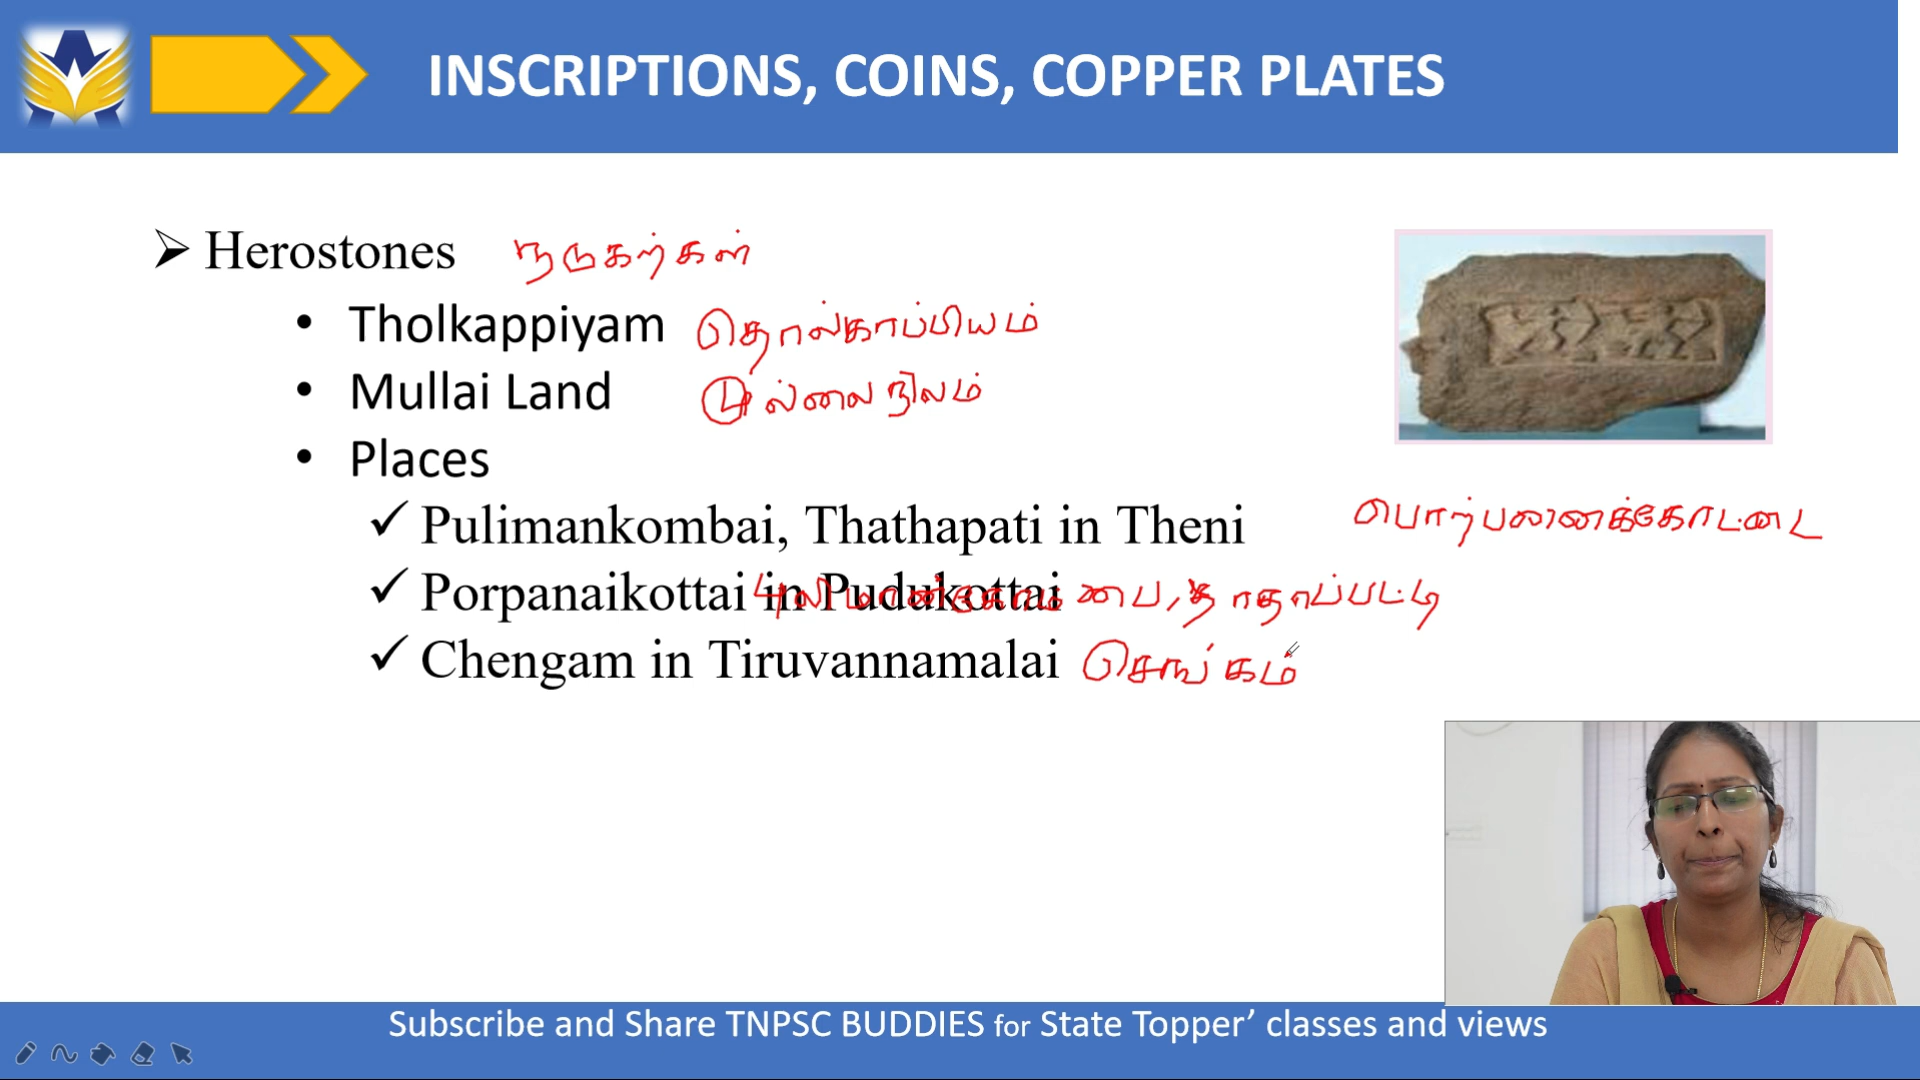 INSCRIPTIONS, COINS, COPPER PLATES
Herostones நடுகற்கள்
Tholkappiyam தொல்காப்பியம்
Mullai Land முல்லை நிலம்
Places
Pulimankombai, Thathapati in Theni பொற்பனைக்கோட்டை
Porpanaikottai in Pudukottai புலிமான்கோம்பை, தாதாப்பட்டி
Chengam in Tiruvannamalai செங்கம்
Subscribe and Share TNPSC BUDDIES for State Topper’ classes and views